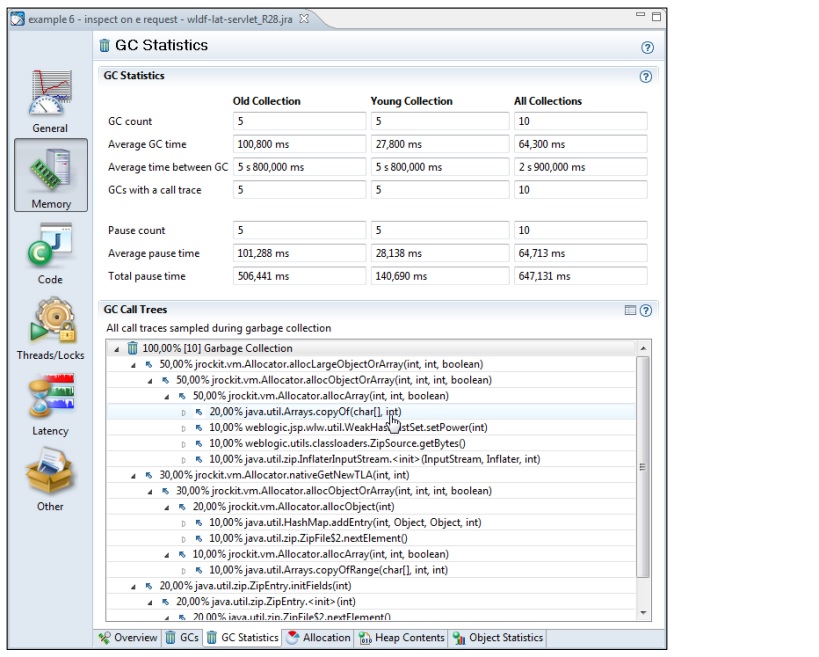 example 6 - inspect on e request - wldf-lat-servlet_R28.jra
GC Statistics
GC Statistics
Old Collection Young Collection All Collections
GC count 5 5 10
Average GC time 100,800 ms 27,800 ms 64,300 ms
Average time between GC 5 s 800,000 ms 5 s 800,000 ms 2 s 900,000 ms
GCs with a call trace 5 5 10
Pause count 5 5 10
Average pause time 101,288 ms 28,138 ms 64,713 ms
Total pause time 506,441 ms 140,690 ms 647,131 ms
General
Memory
Code
Threads/Locks
Latency
Other
GC Call Trees
All call traces sampled during garbage collection
100,00% [10] Garbage Collection
50,00% jrockit.vm.Allocator.allocLargeObjectOrArray(int, int, boolean)
50,00% jrockit.vm.Allocator.allocObjectOrArray(int, int, int, boolean)
50,00% jrockit.vm.Allocator.allocArray(int, int, boolean)
20,00% java.util.Arrays.copyOf(char[], int)
10,00% weblogic.jsp.wlw.util.setPower(int)
10,00% weblogic.utils.classloaders.ZipSource.getBytes()
10,00% java.util.zip.InflaterInputStream.<init>(InputStream, Inflater, int)
30,00% jrockit.vm.Allocator.nativeGetNewTLA(int, int)
30,00% jrockit.vm.Allocator.allocObjectOrArray(int, int, int, boolean)
20,00% jrockit.vm.Allocator.allocObject(int)
10,00% java.util.HashMap.addEntry(int, Object, Object, int)
10,00% java.util.zip.ZipFile$2.nextElement()
10,00% jrockit.vm.Allocator.allocArray(int, int, boolean)
10,00% java.util.Arrays.copyOfRange(char[], int, int)
20,00% java.util.zip.ZipEntry.initFields(int)
20,00% java.util.zip.ZipEntry.<init>(int)
20,00% java.util.zip.ZipFile$2.nextElement()
Overview GCs GC Statistics Allocation Heap Contents Object Statistics